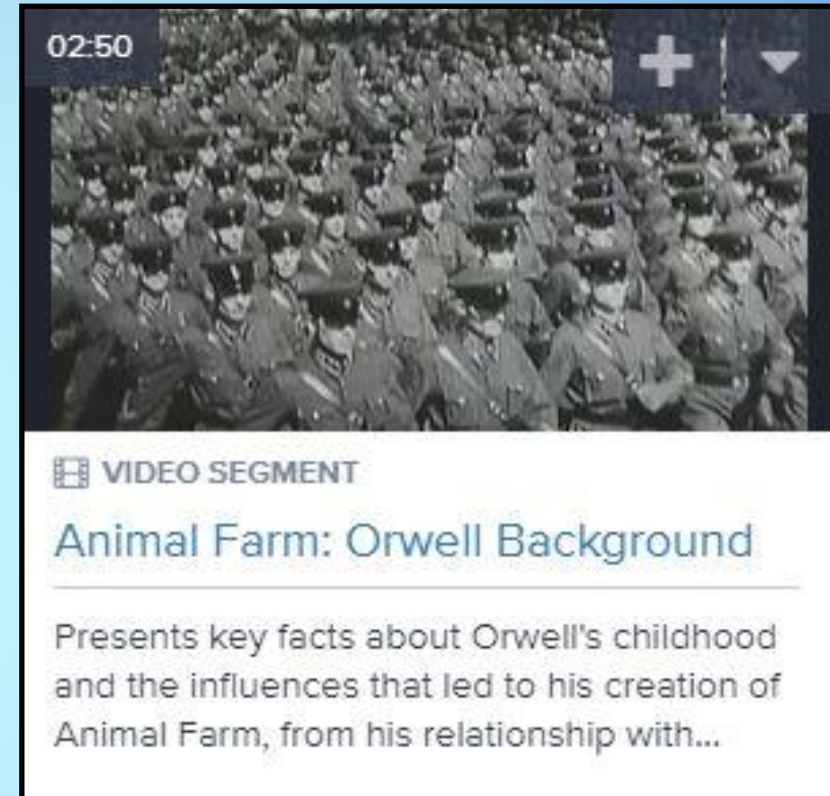 02:50
VIDEO SEGMENT
Animal Farm: Orwell Background
Presents key facts about Orwell's childhood
and the influences that led to his creation of
Animal Farm, from his relationship with...